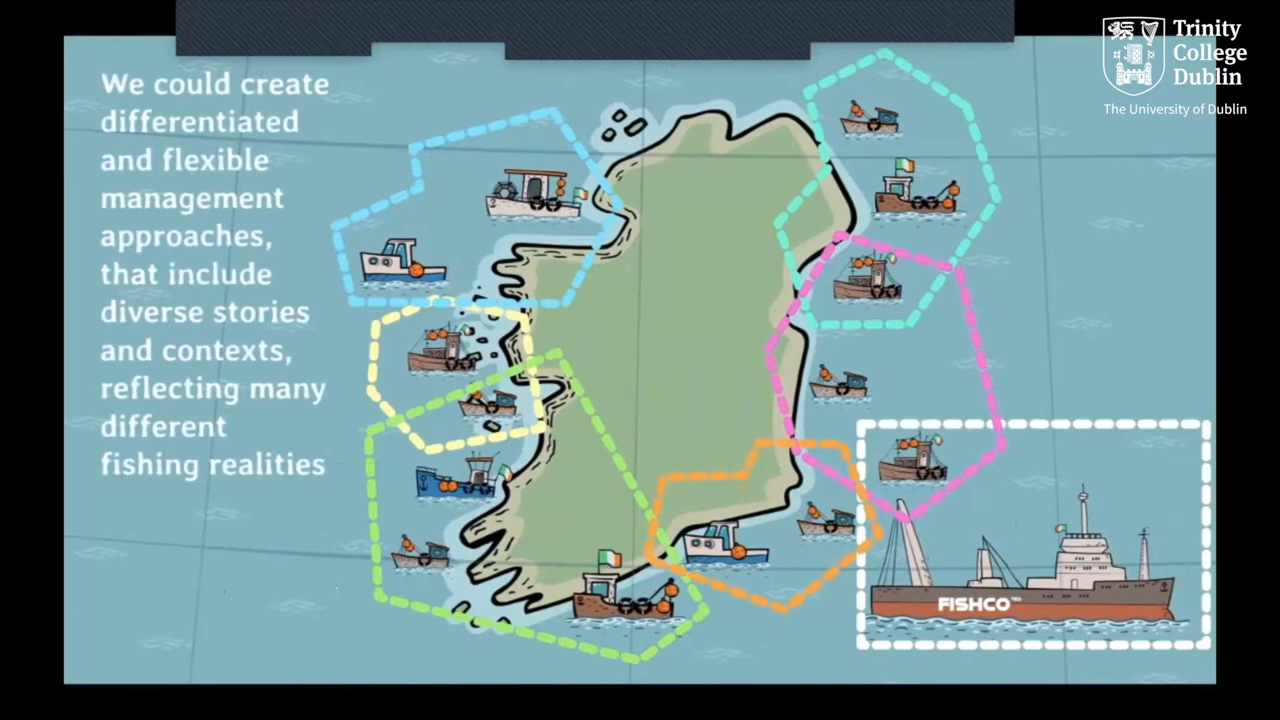 We could create
differentiated
and flexible
management
approaches,
that include
diverse stories
and contexts,
reflecting many
different
fishing realities
Trinity
College
Dublin
The University of Dublin
FISHCO